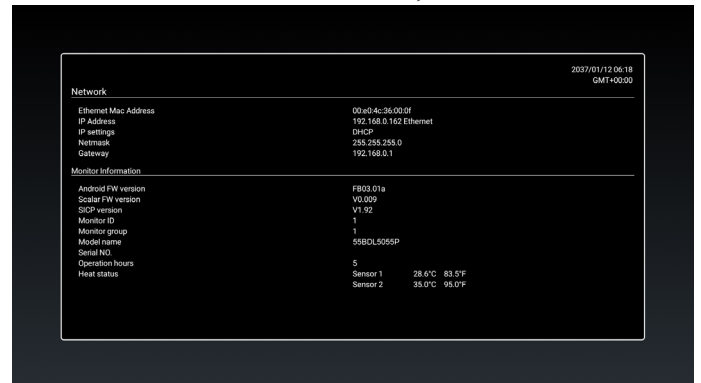 2037/01/12 06:18
GMT+00:00
Network
Ethernet Mac Address 00:e0:4c:36:00:0f
IP Address 192.168.0.162 Ethernet
IP settings DHCP
Netmask 255.255.255.0
Gateway 192.168.0.1
Monitor Information
Android FW version FB03.01a
Scalar FW version V0.009
SICP version V1.92
Monitor ID 1
Monitor group 1
Model name 55BDL5055P
Serial NO.
Operation hours 5
Heat status Sensor 1 28.6°C 83.5°F
Sensor 2 35.0°C 95.0°F